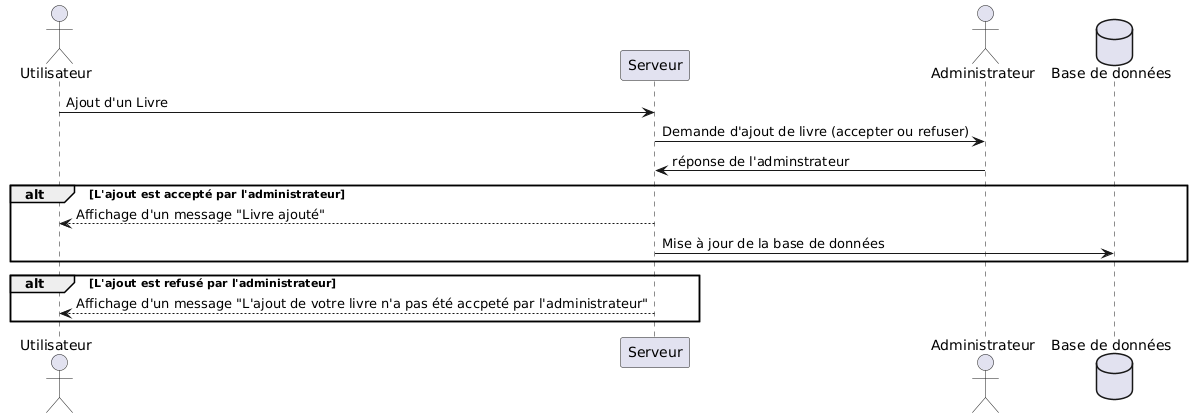 Utilisateur
Serveur
Administrateur
Base de données
Ajout d'un Livre
Demande d'ajout de livre (accepter ou refuser)
réponse de l'adminstrateur
alt [L'ajout est accepté par l'administrateur]
Affichage d'un message "Livre ajouté"
Mise à jour de la base de données
alt [L'ajout est refusé par l'administrateur]
Affichage d'un message "L'ajout de votre livre n'a pas été accpeté par l'administrateur"
Utilisateur
Serveur
Administrateur
Base de données